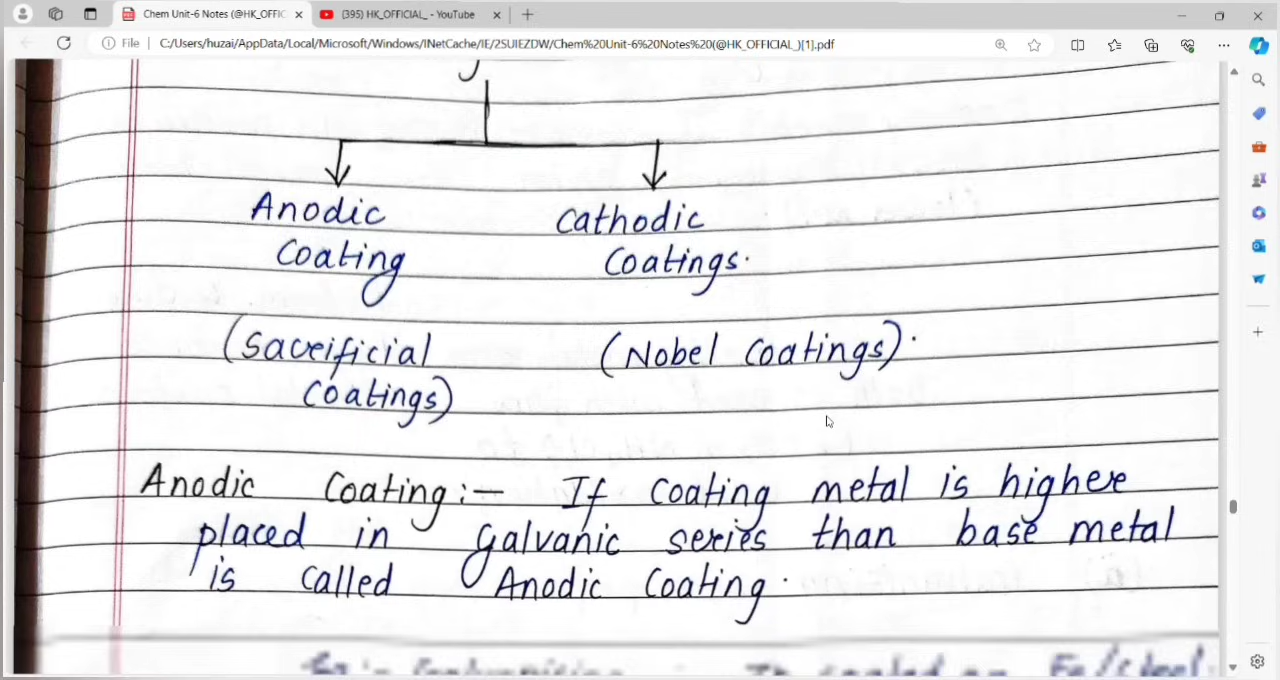 Chem Unit-6 Notes (@HK_OFFIC
(395) HK_OFFICIAL_ - YouTube
File
C:/Users/huzai/AppData/Local/Microsoft/Windows/INetCache/IE/2SUIEZDW/Chem%20Unit-6%20Notes%20(@HK_OFFICIAL_)[1].pdf
Anodic Coating
Cathodic Coatings.
(Sacrificial Coatings)
(Nobel Coatings).
Anodic Coating:- If Coating metal is higher
placed in galvanic series than base metal
is called Anodic Coating.